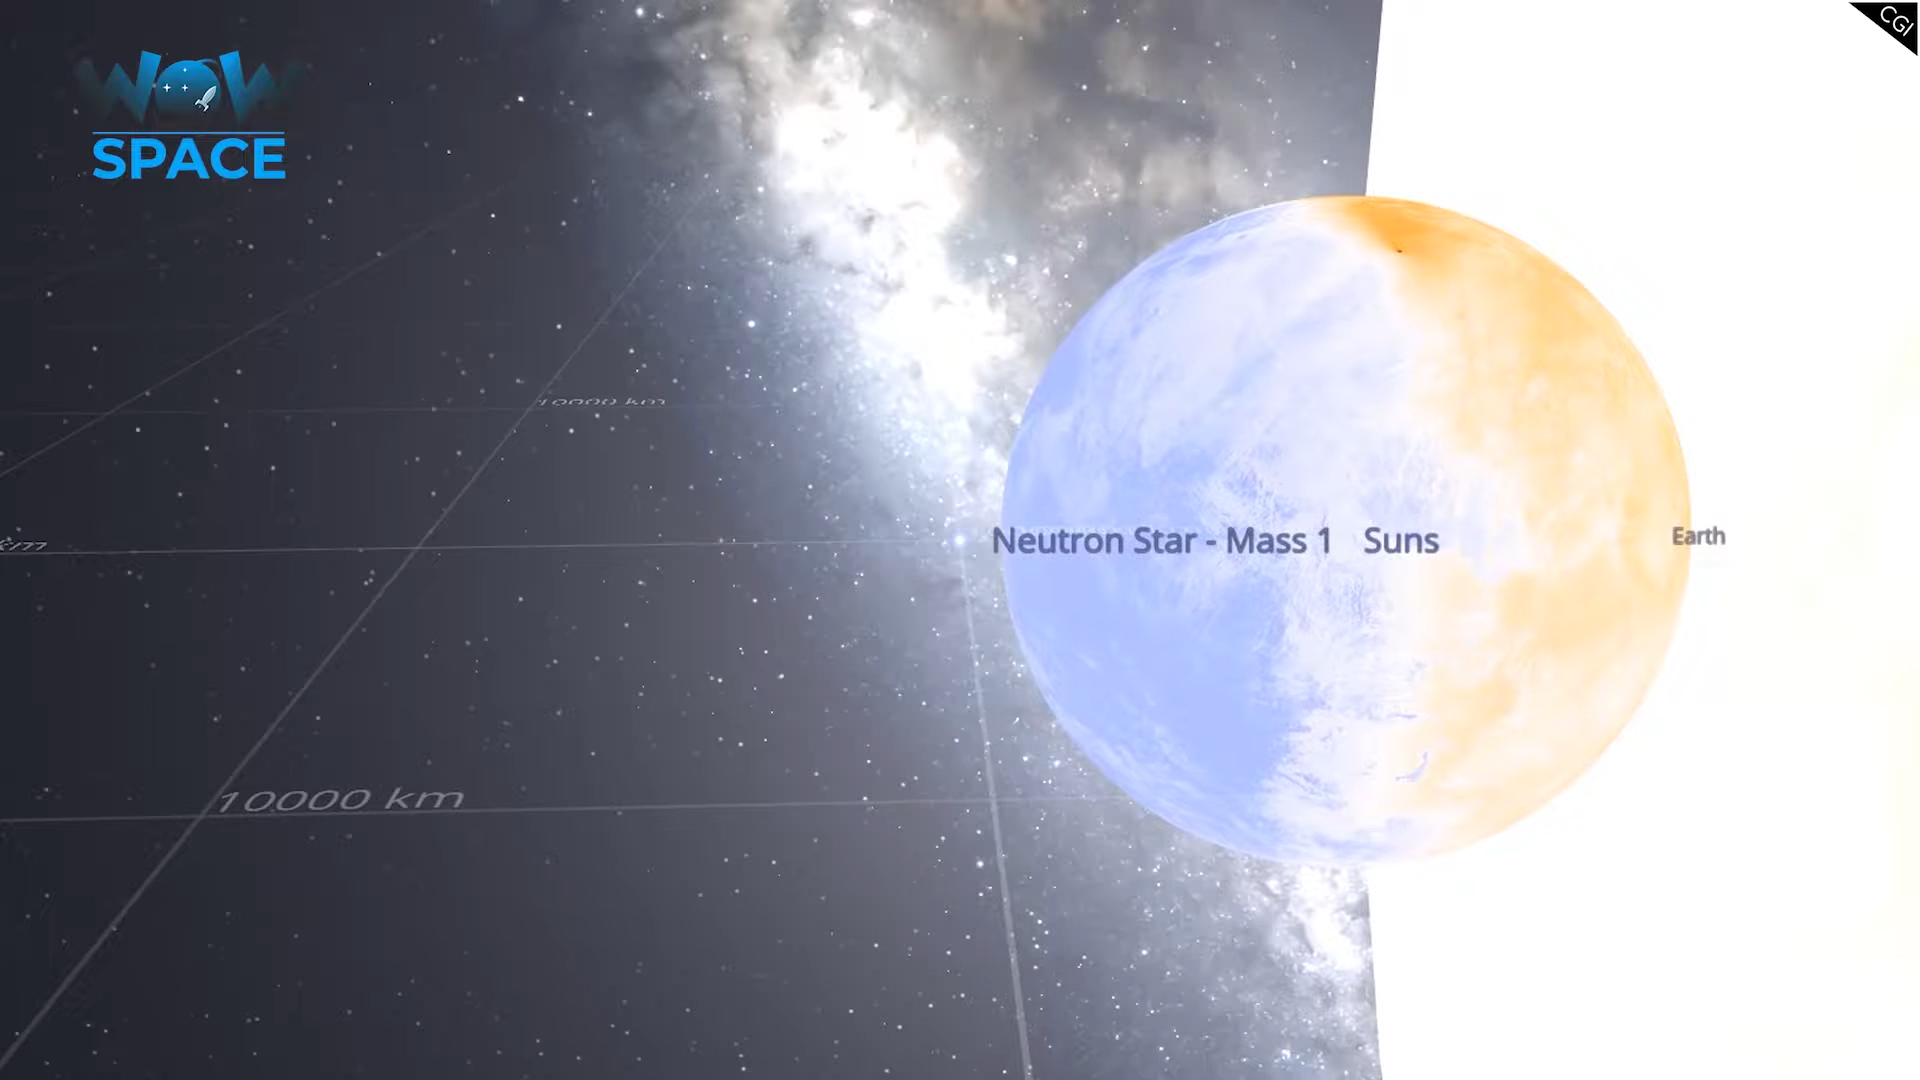 WOW
SPACE
CGI
10000 km
Neutron Star - Mass 1 Suns
Earth
10000 km